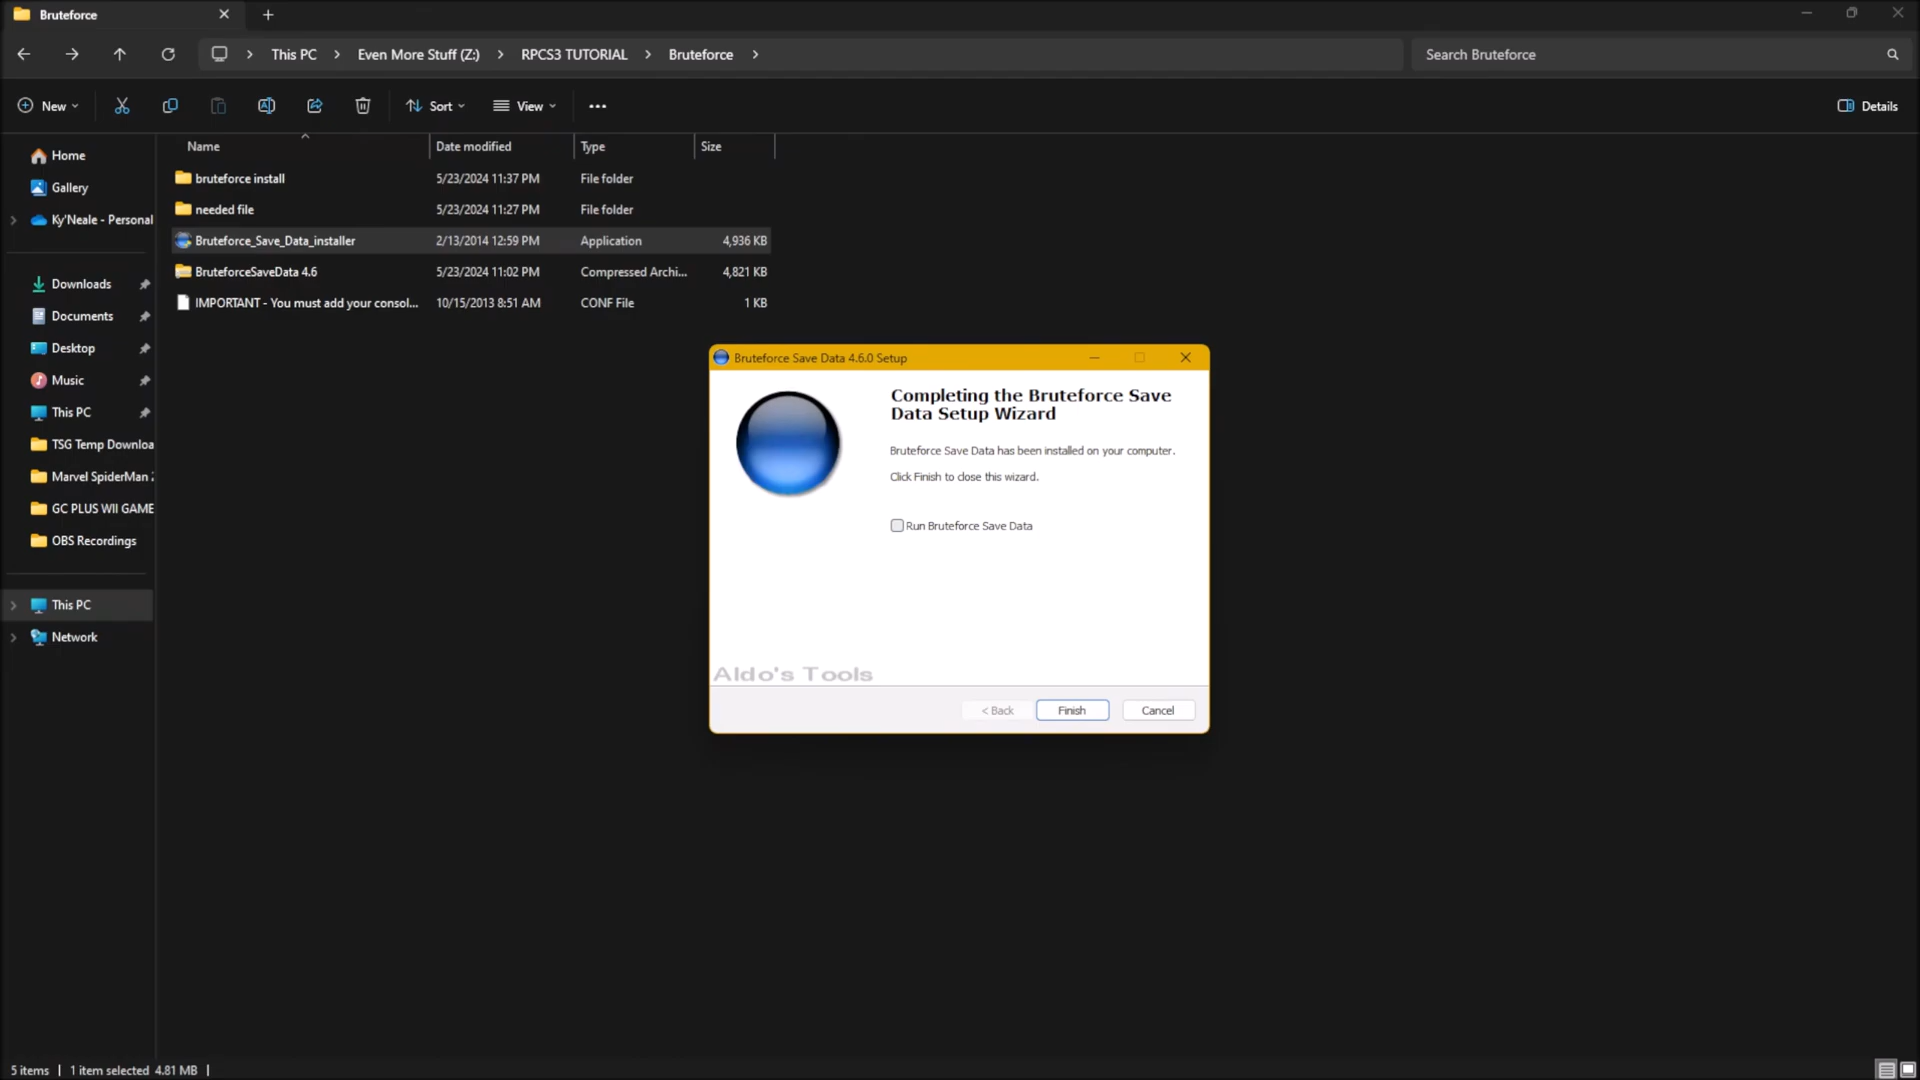 Bruteforce
This PC
Even More Stuff (Z:)
RPCS3 TUTORIAL
Bruteforce
Search Bruteforce
New
Sort
View
Details
Name Date modified Type Size
bruteforce install 5/23/2024 11:37 PM File folder
needed file 5/23/2024 11:27 PM File folder
Bruteforce_Save_Data_installer 2/13/2014 12:59 PM Application 4,936 KB
BruteforceSaveData 4.6 5/23/2024 11:02 PM Compressed Archi... 4,821 KB
IMPORTANT - You must add your consol... 10/15/2013 8:51 AM CONF File 1 KB
Home
Gallery
Ky'Neale - Personal
Downloads
Documents
Desktop
Music
This PC
TSG Temp Downloa
Marvel SpiderMan
GC PLUS WII GAME
OBS Recordings
This PC
Network
Bruteforce Save Data 4.6.0 Setup
Completing the Bruteforce Save
Data Setup Wizard
Bruteforce Save Data has been installed on your computer.
Click Finish to close this wizard.
Run Bruteforce Save Data
Aldo's Tools
< Back
Finish
Cancel
5 items | 1 item selected 4.81 MB |